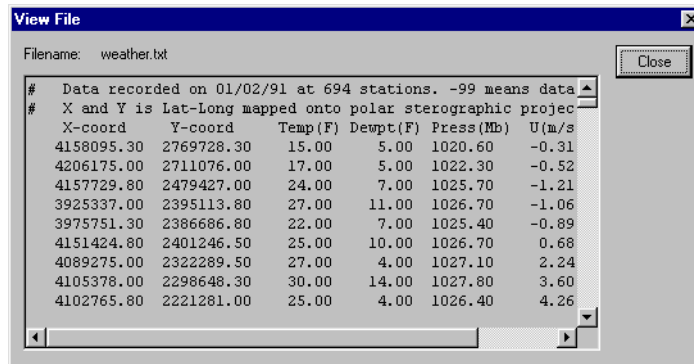 View File
Filename: weather.txt
Close
# Data recorded on 01/02/91 at 694 stations. -99 means data
# X and Y is Lat-Long mapped onto polar sterographic projec
X-coord Y-coord Temp(F) Dewpt(F) Press(Mb) U(m/s
4158095.30 2769728.30 15.00 5.00 1020.60 -0.31
4206175.00 2711076.00 17.00 5.00 1022.30 -0.52
4157729.80 2479427.00 24.00 7.00 1025.70 -1.21
3925337.00 2395113.80 27.00 11.00 1026.70 -1.06
3975751.30 2386686.80 22.00 7.00 1025.40 -0.89
4151424.80 2401246.50 25.00 10.00 1026.70 0.68
4089275.00 2322289.50 27.00 4.00 1027.10 2.24
4105378.00 2298648.30 30.00 14.00 1027.80 3.60
4102765.80 2221281.00 25.00 4.00 1026.40 4.26